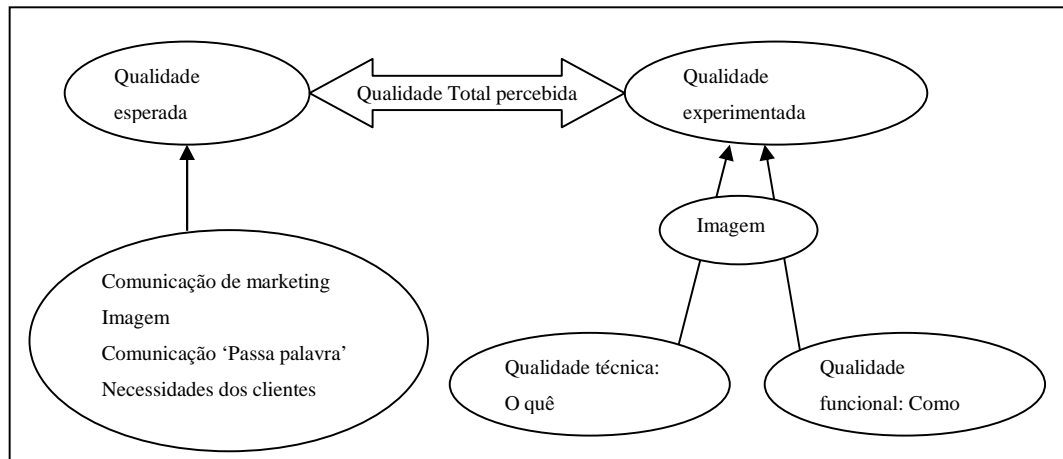 Qualidade
esperada
Qualidade Total percebida
Qualidade
experimentada
Imagem
Comunicação de marketing
Imagem
Comunicação ‘Passa palavra’
Necessidades dos clientes
Qualidade técnica:
O quê
Qualidade
funcional: Como